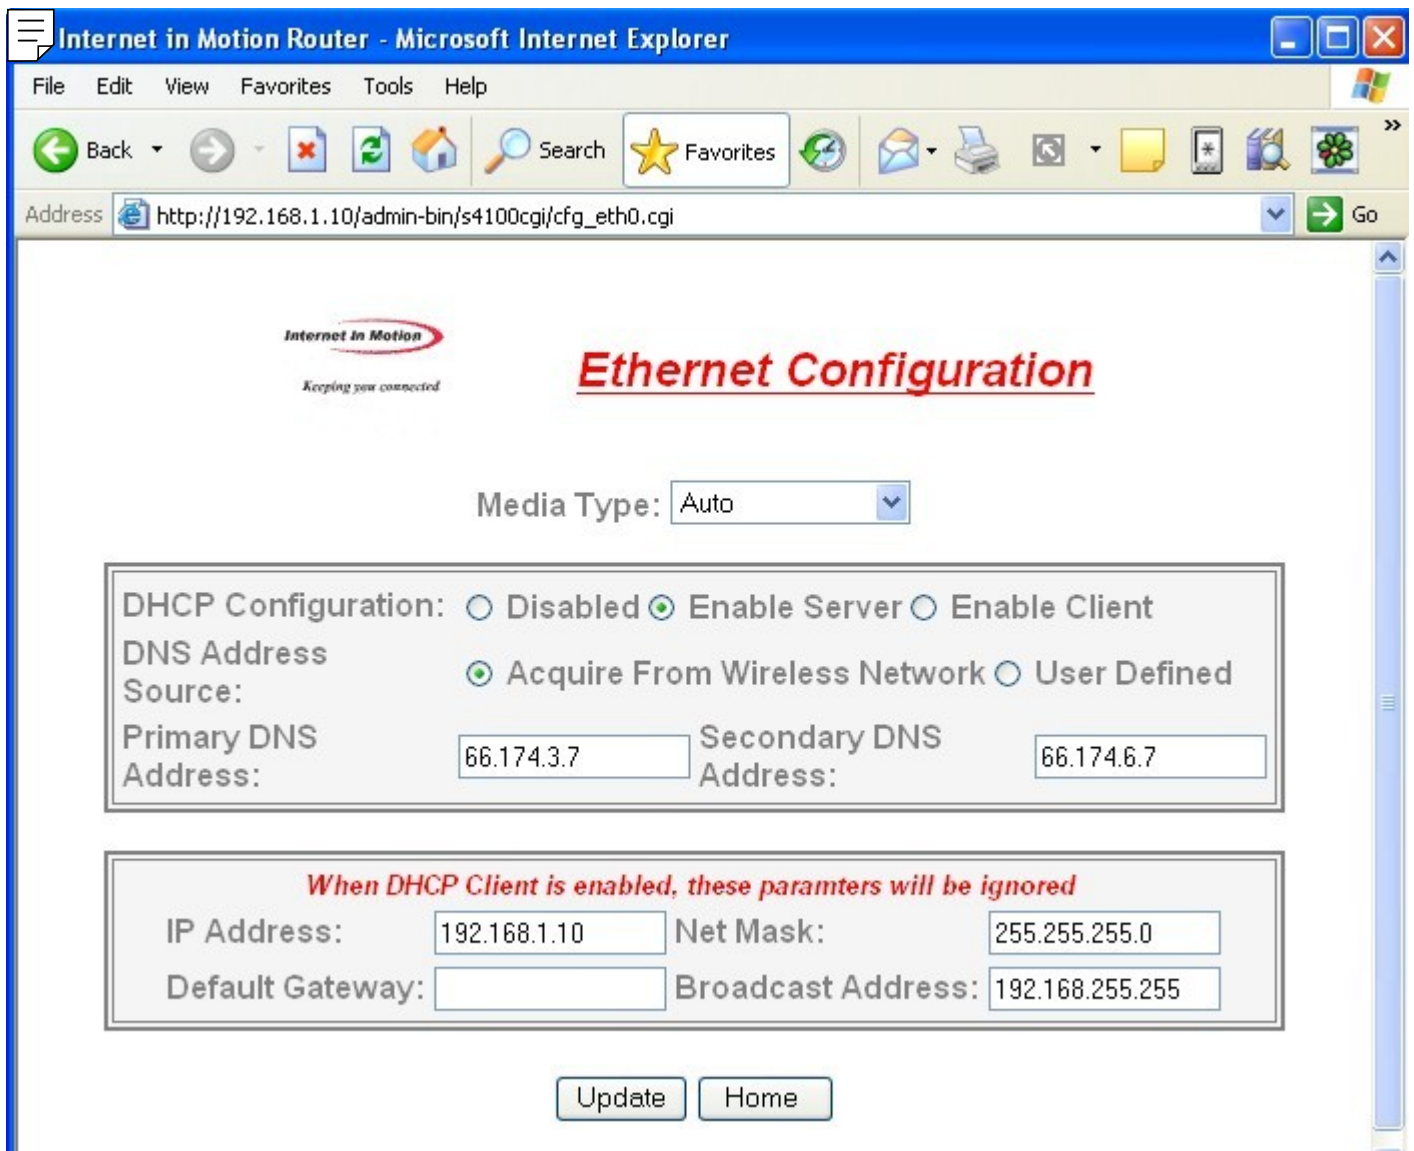 Internet in Motion Router - Microsoft Internet Explorer
File Edit View Favorites Tools Help
Back Search Favorites »
Address http://192.168.1.10/admin-bin/s4100cgi/cfg_eth0.cgi Go
Internet In Motion
Keeping you connected
Ethernet Configuration
Media Type: Auto
DHCP Configuration: Disabled Enable Server Enable Client
DNS Address
Source: Acquire From Wireless Network User Defined
Primary DNS
Address: 66.174.3.7 Secondary DNS
Address: 66.174.6.7
When DHCP Client is enabled, these paramters will be ignored
IP Address: 192.168.1.10 Net Mask: 255.255.255.0
Default Gateway: Broadcast Address: 192.168.255.255
Update Home